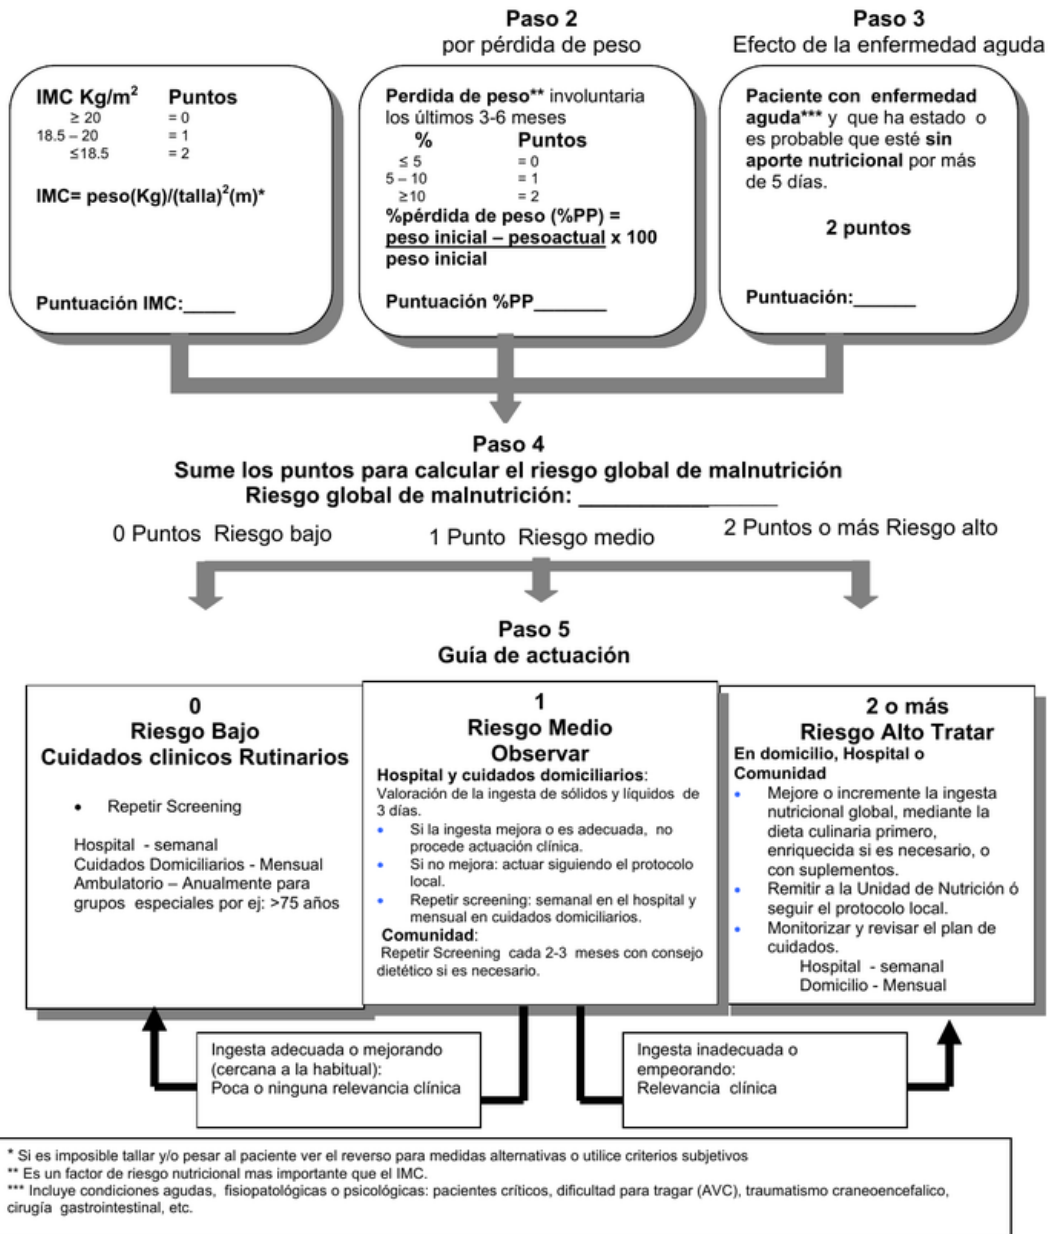 Paso 2
por pérdida de peso
Paso 3
Efecto de la enfermedad aguda
IMC Kg/m² Puntos
≥ 20 = 0
18.5 – 20 = 1
≤18.5 = 2
IMC= peso(Kg)/(talla)²(m)*
Puntuación IMC:_____
Perdida de peso** involuntaria
los últimos 3-6 meses
% Puntos
≤ 5 = 0
5 – 10 = 1
≥10 = 2
%pérdida de peso (%PP) =
peso inicial – pesoactual x 100
peso inicial
Puntuación %PP_______
Paciente con enfermedad
aguda*** y que ha estado o
es probable que esté sin
aporte nutricional por más
de 5 días.
2 puntos
Puntuación:______
Paso 4
Sume los puntos para calcular el riesgo global de malnutrición
Riesgo global de malnutrición: ___________________
0 Puntos Riesgo bajo
1 Punto Riesgo medio
2 Puntos o más Riesgo alto
Paso 5
Guía de actuación
0
Riesgo Bajo
Cuidados clinicos Rutinarios
• Repetir Screening
Hospital - semanal
Cuidados Domiciliarios - Mensual
Ambulatorio – Anualmente para
grupos especiales por ej: >75 años
1
Riesgo Medio
Observar
Hospital y cuidados domiciliarios:
Valoración de la ingesta de sólidos y líquidos de
3 días.
• Si la ingesta mejora o es adecuada, no
procede actuación clínica.
• Si no mejora: actuar siguiendo el protocolo
local.
• Repetir screening: semanal en el hospital y
mensual en cuidados domiciliarios.
Comunidad:
Repetir Screening cada 2-3 meses con consejo
dietético si es necesario.
2 o más
Riesgo Alto Tratar
En domicilio, Hospital o
Comunidad
• Mejore o incremente la ingesta
nutricional global, mediante la
dieta culinaria primero,
enriquecida si es necesario, o
con suplementos.
• Remitir a la Unidad de Nutrición ó
seguir el protocolo local.
• Monitorizar y revisar el plan de
cuidados.
Hospital - semanal
Domicilio - Mensual
Ingesta adecuada o mejorando
(cercana a la habitual):
Poca o ninguna relevancia clínica
Ingesta inadecuada o
empeorando:
Relevancia clínica
* Si es imposible tallar y/o pesar al paciente ver el reverso para medidas alternativas o utilice criterios subjetivos
** Es un factor de riesgo nutricional mas importante que el IMC.
*** Incluye condiciones agudas, fisiopatológicas o psicológicas: pacientes críticos, dificultad para tragar (AVC), traumatismo craneoencefalico,
cirugía gastrointestinal, etc.